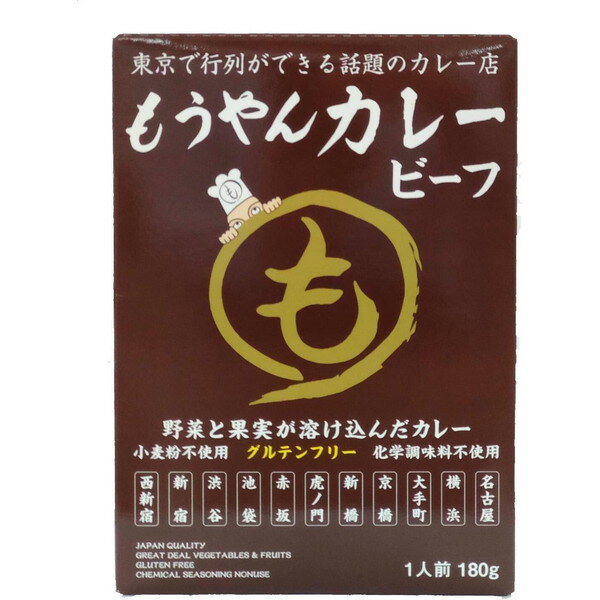 東京で行列ができる話題のカレー店
もうやんカレー
ビーフ
も
も
野菜と果実が溶け込んだカレー
小麦粉不使用 グルテンフリー 化学調味料不使用
西新宿 新宿 渋谷 池袋 赤坂 虎ノ門 新橋 京橋 大手町 横浜 名古屋
JAPAN QUALITY
GREAT DEAL VEGETABLES & FRUITS
GLUTEN FREE
CHEMICAL SEASONING NONUSE
1人前 180g